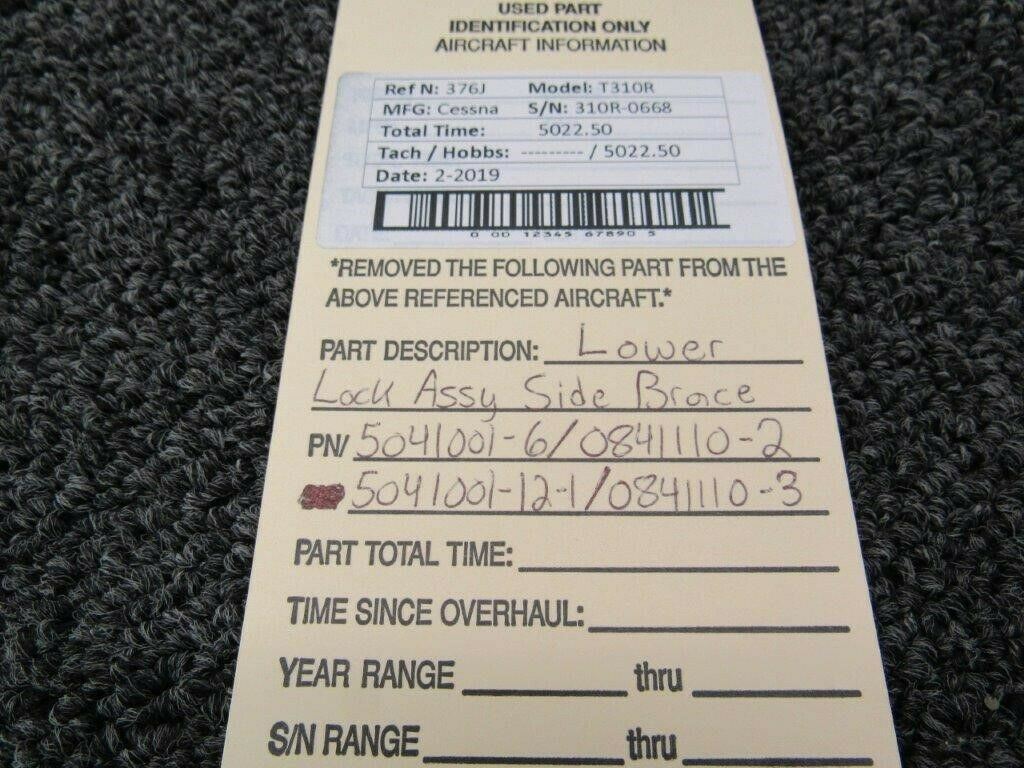 USED PART
IDENTIFICATION ONLY
AIRCRAFT INFORMATION
Ref N: 376J Model: T310R
MFG: Cessna S/N: 310R-0668
Total Time: 5022.50
Tach / Hobbs: --------- / 5022.50
Date: 2-2019
0 00 12345 67890 5
*REMOVED THE FOLLOWING PART FROM THE
ABOVE REFERENCED AIRCRAFT.*
PART DESCRIPTION: Lower
Lock Assy Side Brace
PN/ 5041001-6/0841110-2
5041001-12-1/0841110-3
PART TOTAL TIME:
TIME SINCE OVERHAUL:
YEAR RANGE thru
S/N RANGE thru